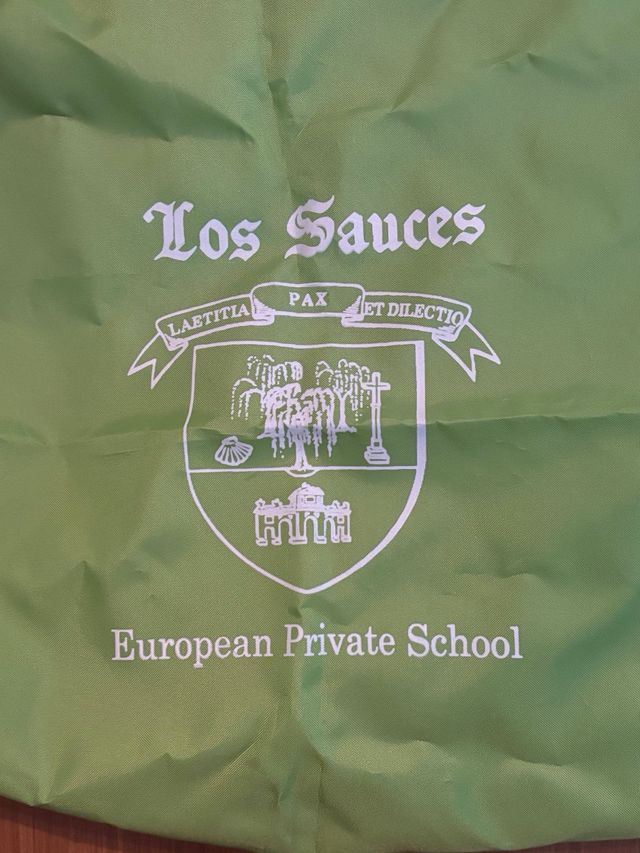 Los Sauces
LAETITIA PAX ET DILECTIO
European Private School